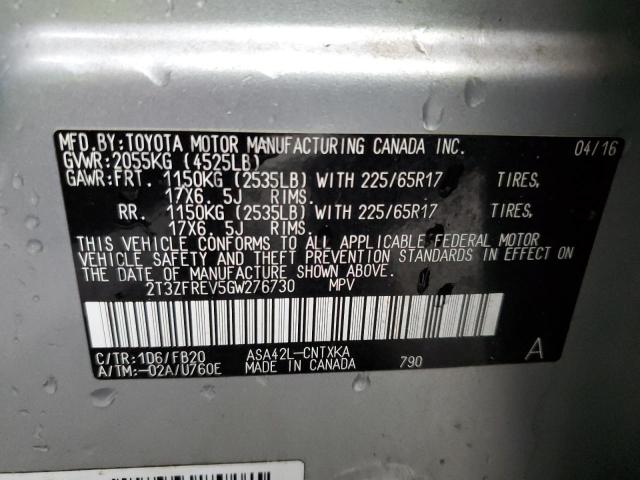 MFD.BY:TOYOTA MOTOR MANUFACTURING CANADA INC. 04/16
GVWR:2055KG (4525LB)
GAWR:FRT. 1150KG (2535LB) WITH 225/65R17 TIRES,
17X6. 5J RIMS.
RR. 1150KG (2535LB) WITH 225/65R17 TIRES,
17X6. 5J RIMS.
THIS VEHICLE CONFORMS TO ALL APPLICABLE FEDERAL MOTOR
VEHICLE SAFETY AND THEFT PREVENTION STANDARDS IN EFFECT ON
THE DATE OF MANUFACTURE SHOWN ABOVE.
2T3ZFREV5GW276730 MPV
C/TR:1D6/FB20 ASA42L-CNTXKA A
A/TM:-02A/U760E MADE IN CANADA 790